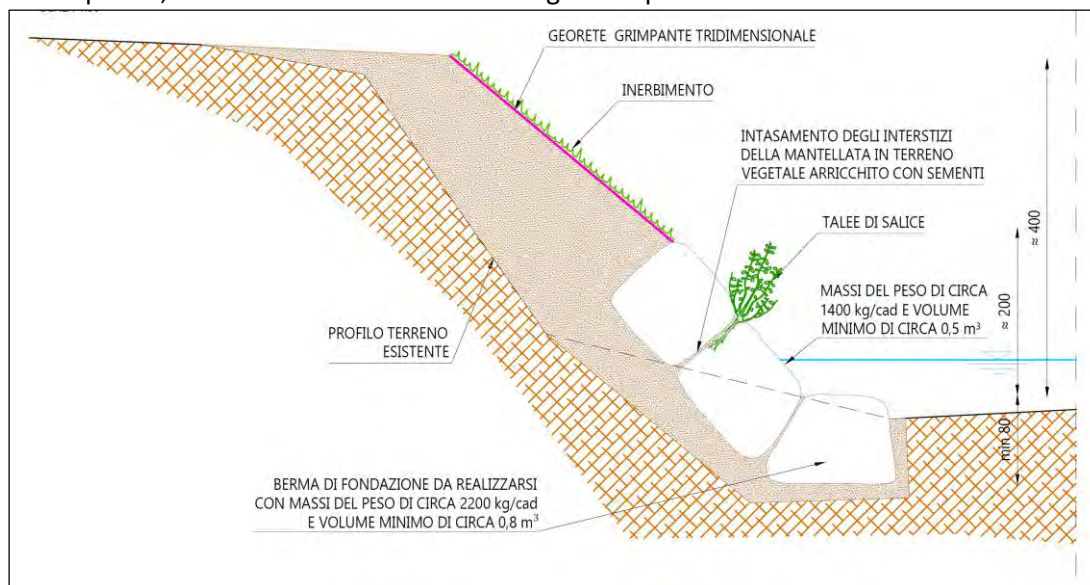 GEORETE GRIMPANTE TRIDIMENSIONALE
INERBIMENTO
INTASAMENTO DEGLI INTERSTIZI
DELLA MANTELLATA IN TERRENO
VEGETALE ARRICCHITO CON SEMENTI
TALEE DI SALICE
≈ 400
≈ 200
MASSI DEL PESO DI CIRCA
1400 kg/cad E VOLUME
MINIMO DI CIRCA 0,5 m³
PROFILO TERRENO
ESISTENTE
min 80
BERMA DI FONDAZIONE DA REALIZZARSI
CON MASSI DEL PESO DI CIRCA 2200 kg/cad
E VOLUME MINIMO DI CIRCA 0,8 m³